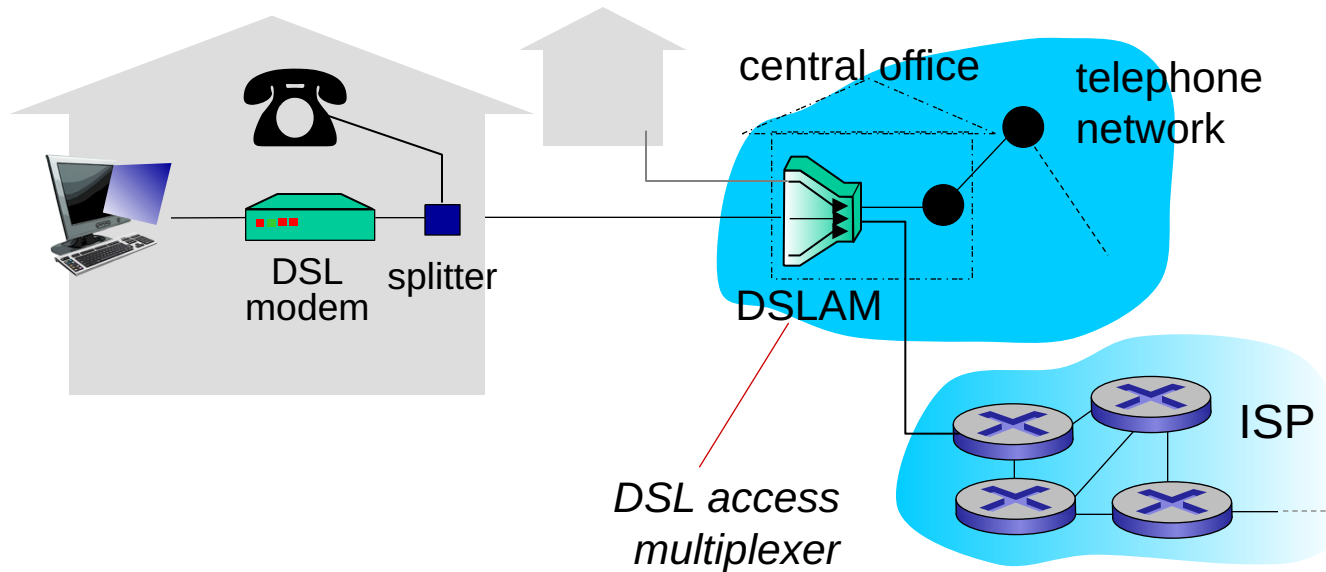 central office
telephone
network
DSL
modem
splitter
DSLAM
ISP
DSL access
multiplexer